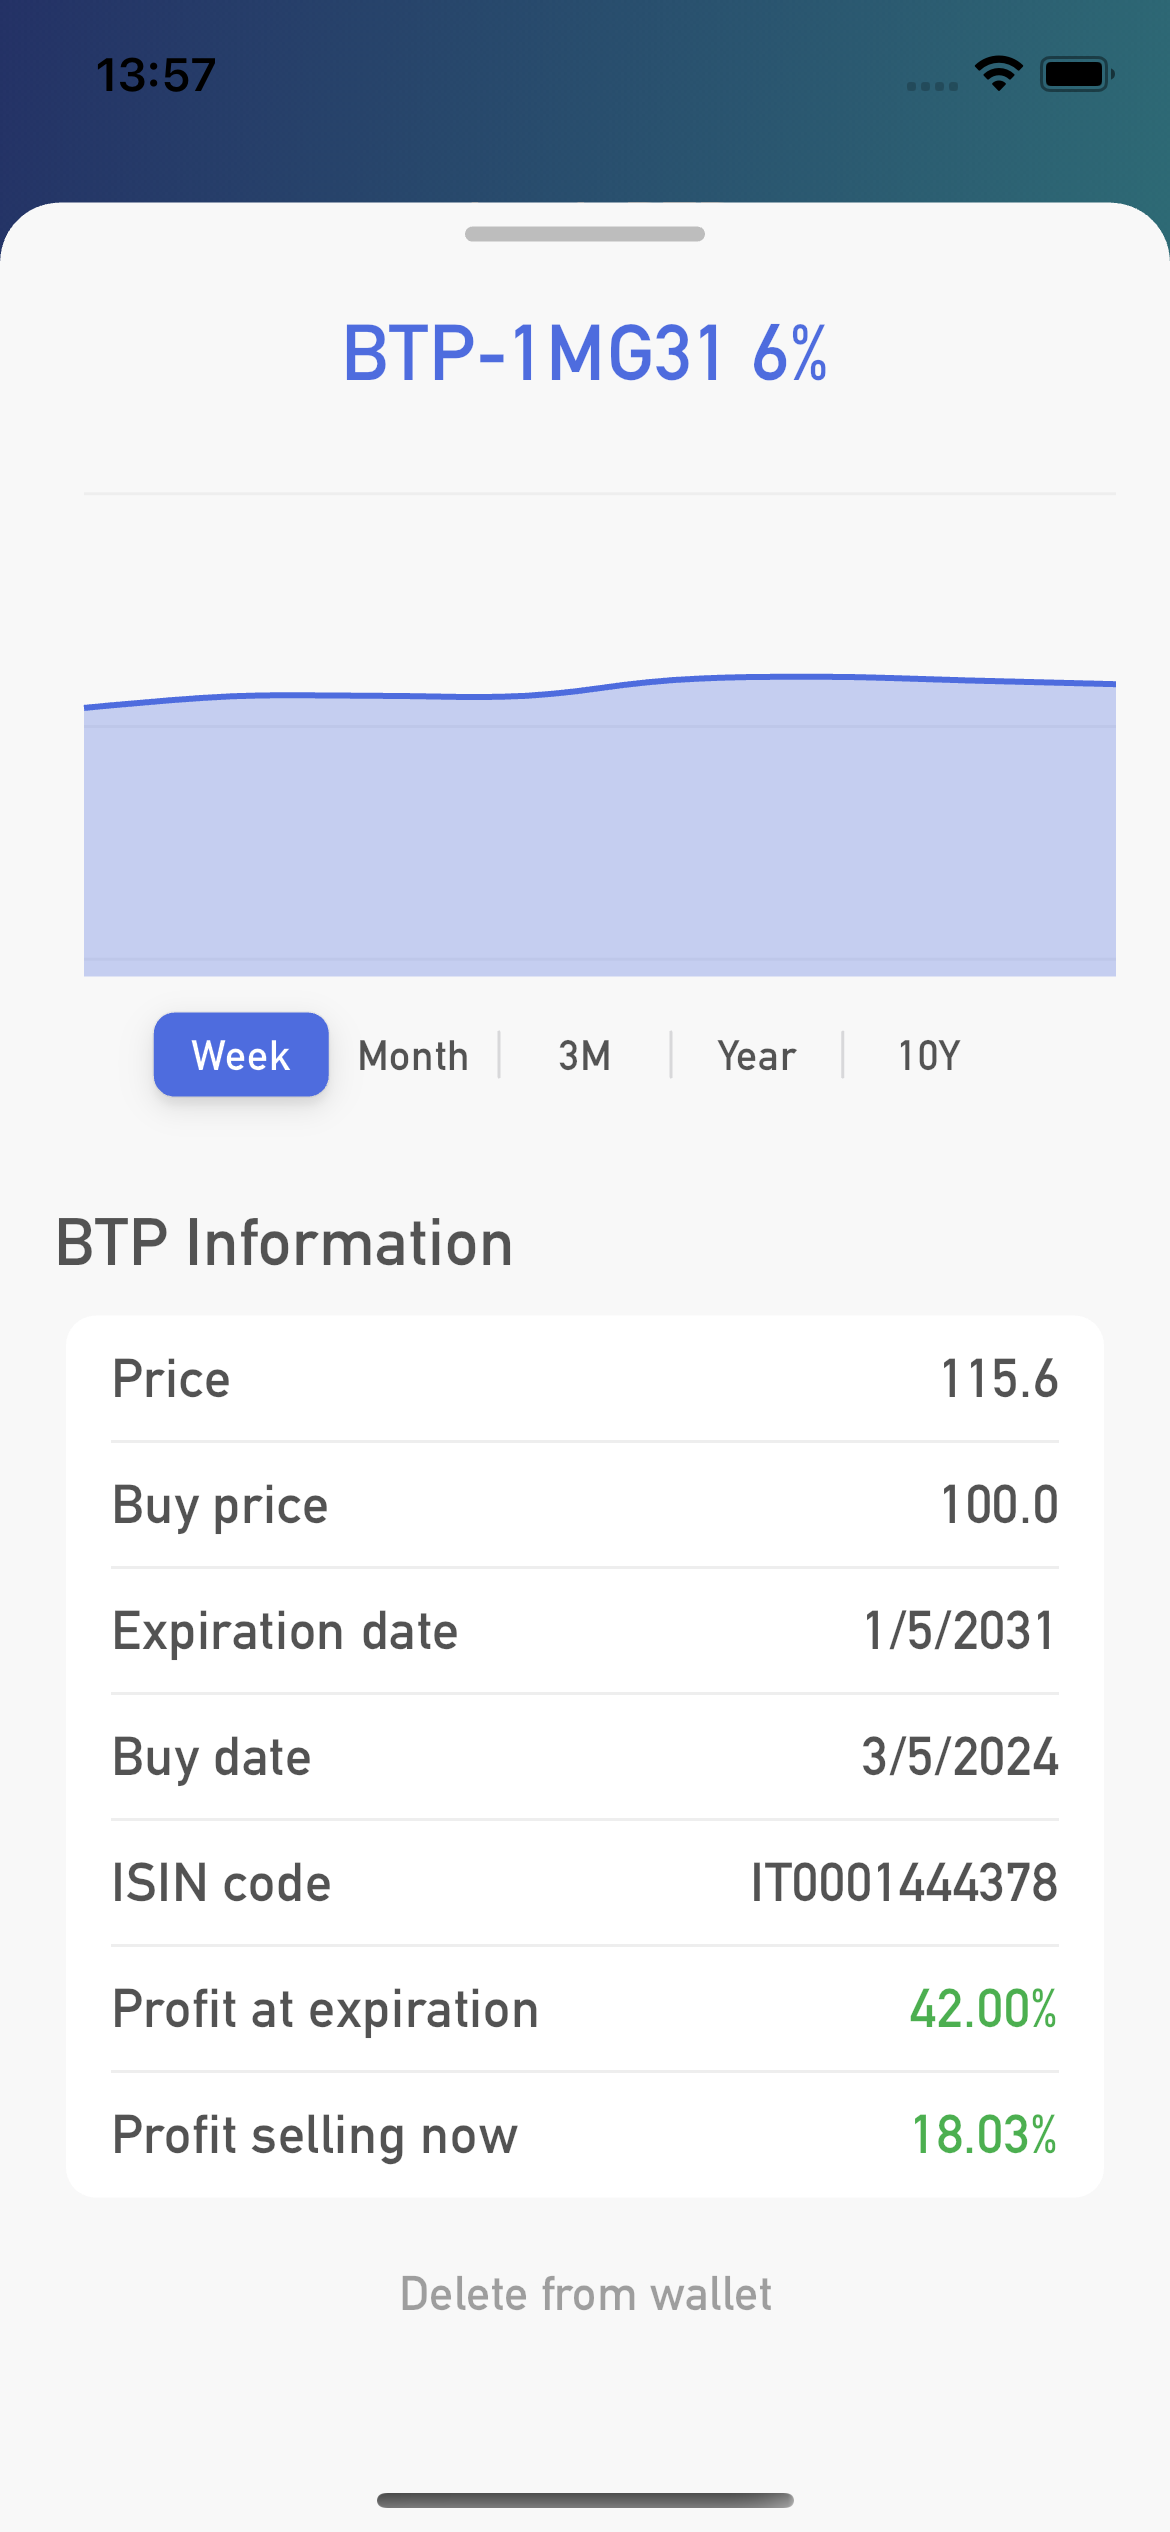 13:57
BTP-1MG31 6%
Week Month 3M Year 10Y
BTP Information
Price 115.6
Buy price 100.0
Expiration date 1/5/2031
Buy date 3/5/2024
ISIN code IT0001444378
Profit at expiration 42.00%
Profit selling now 18.03%
Delete from wallet